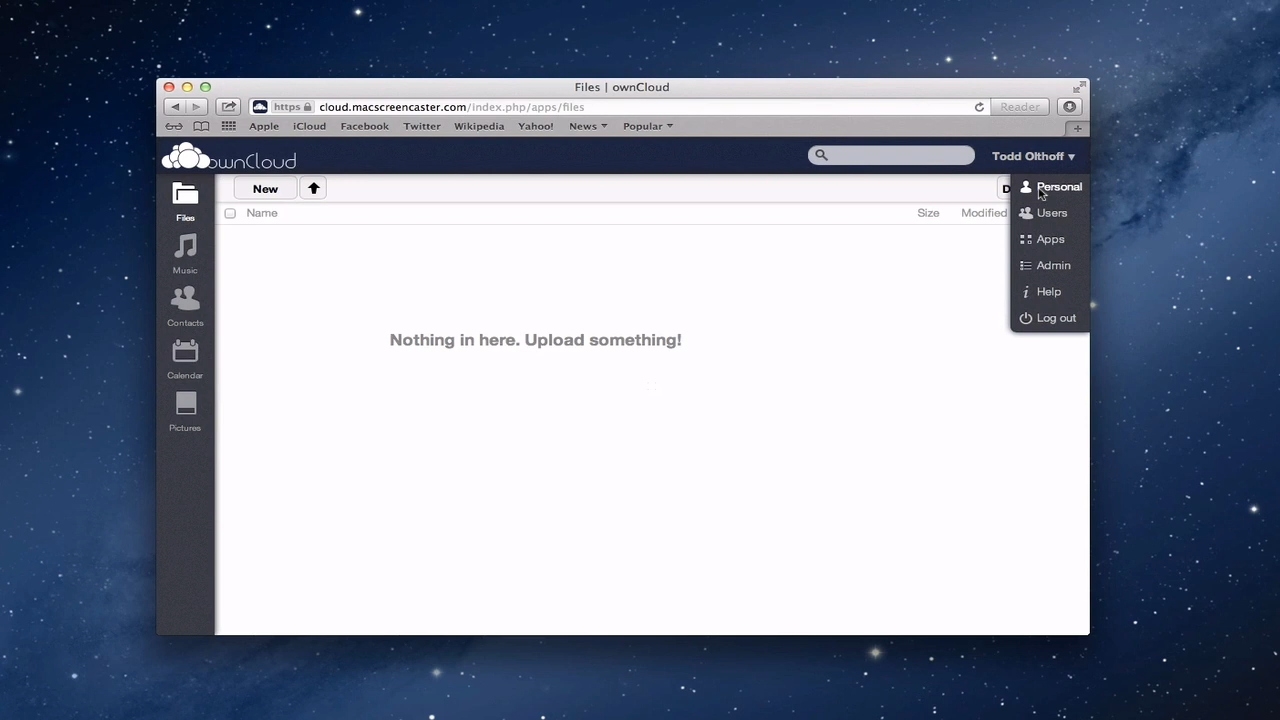 Files | ownCloud
https cloud.macscreencaster.com/index.php/apps/files
Reader
Apple iCloud Facebook Twitter Wikipedia Yahoo! News Popular
ownCloud
Todd Olthoff
New
D
Personal
Name Size Modified
Users
Files
Apps
Music
Admin
Help
Contacts
Log out
Nothing in here. Upload something!
Calendar
Pictures